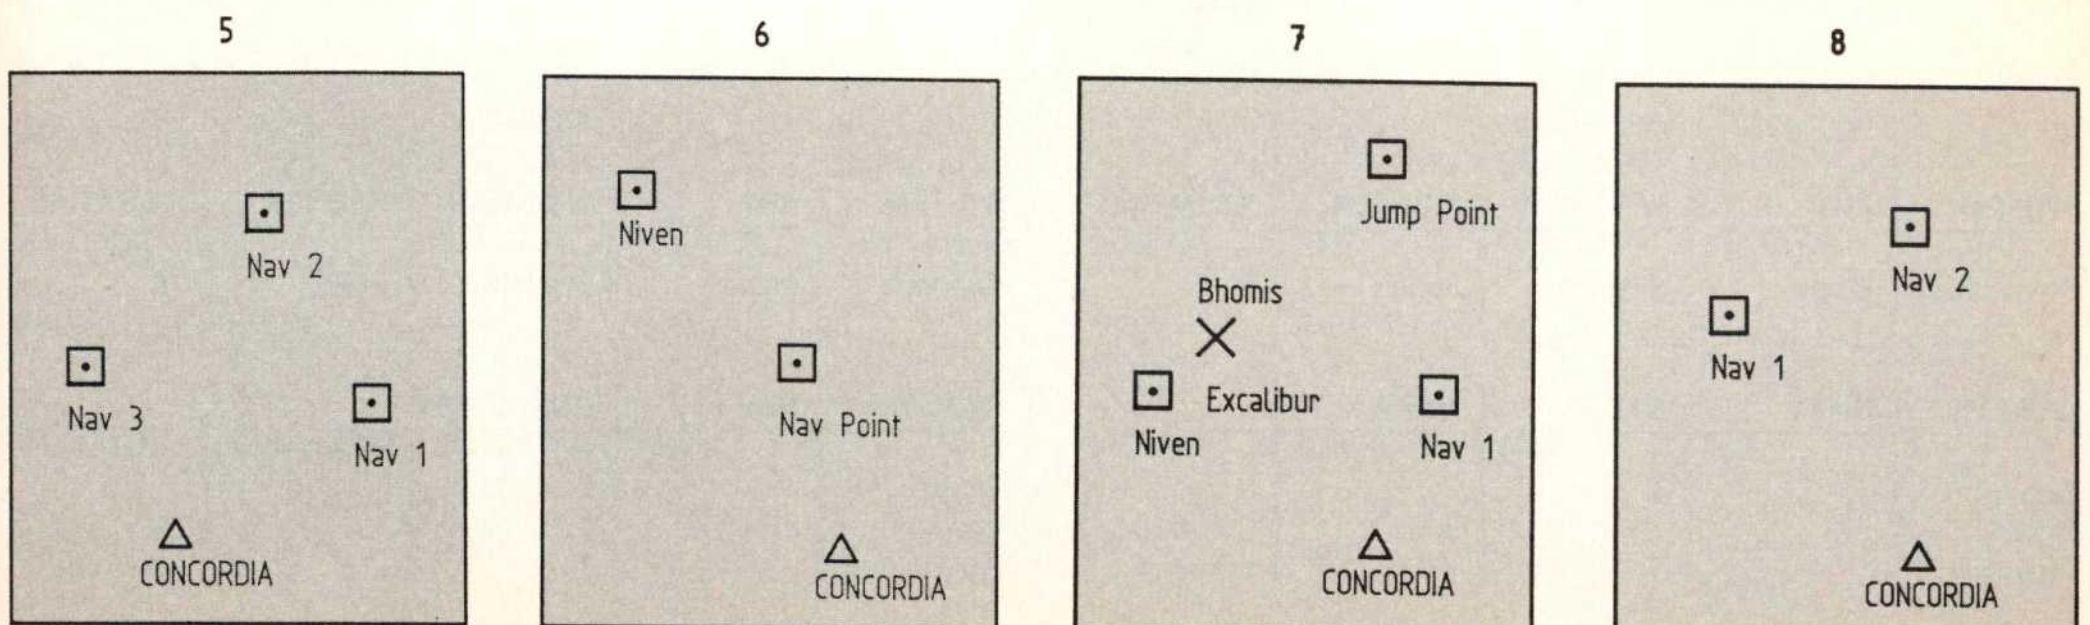 5
Nav 2
Nav 3
Nav 1
CONCORDIA
6
Niven
Nav Point
CONCORDIA
7
Jump Point
Bhomis
Excalibur
Niven
Nav 1
CONCORDIA
8
Nav 2
Nav 1
CONCORDIA